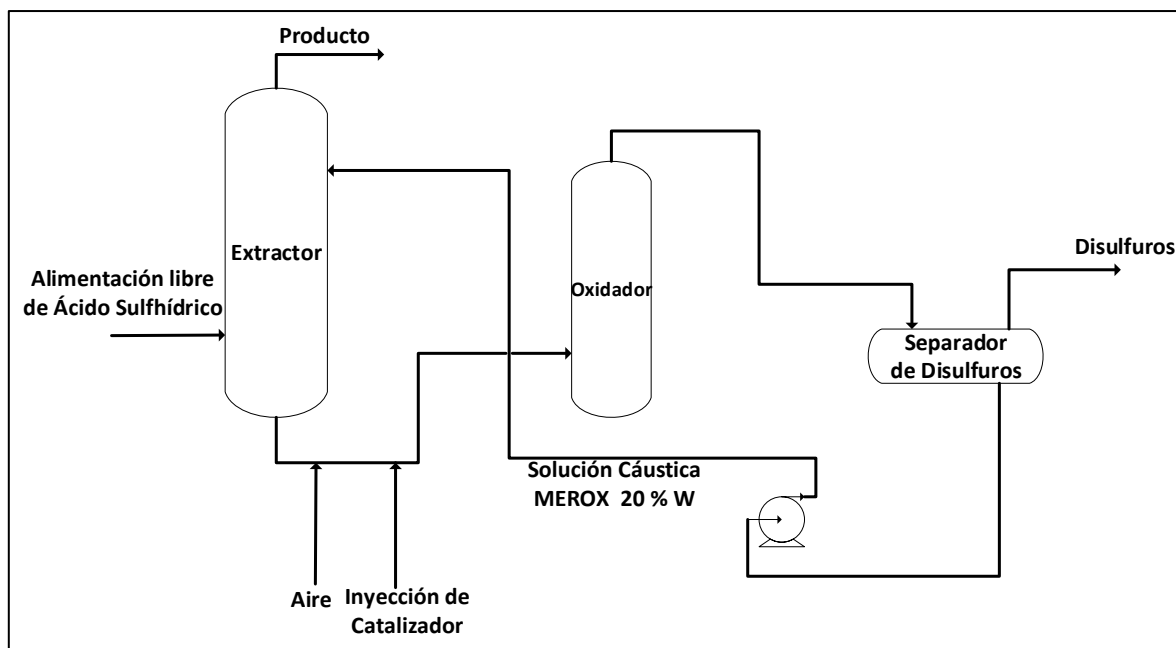 Producto
Extractor
Alimentación libre
de Ácido Sulfhídrico
Oxidador
Disulfuros
Separador
de Disulfuros
Solución Cáustica
MEROX 20 % W
Aire
Inyección de
Catalizador